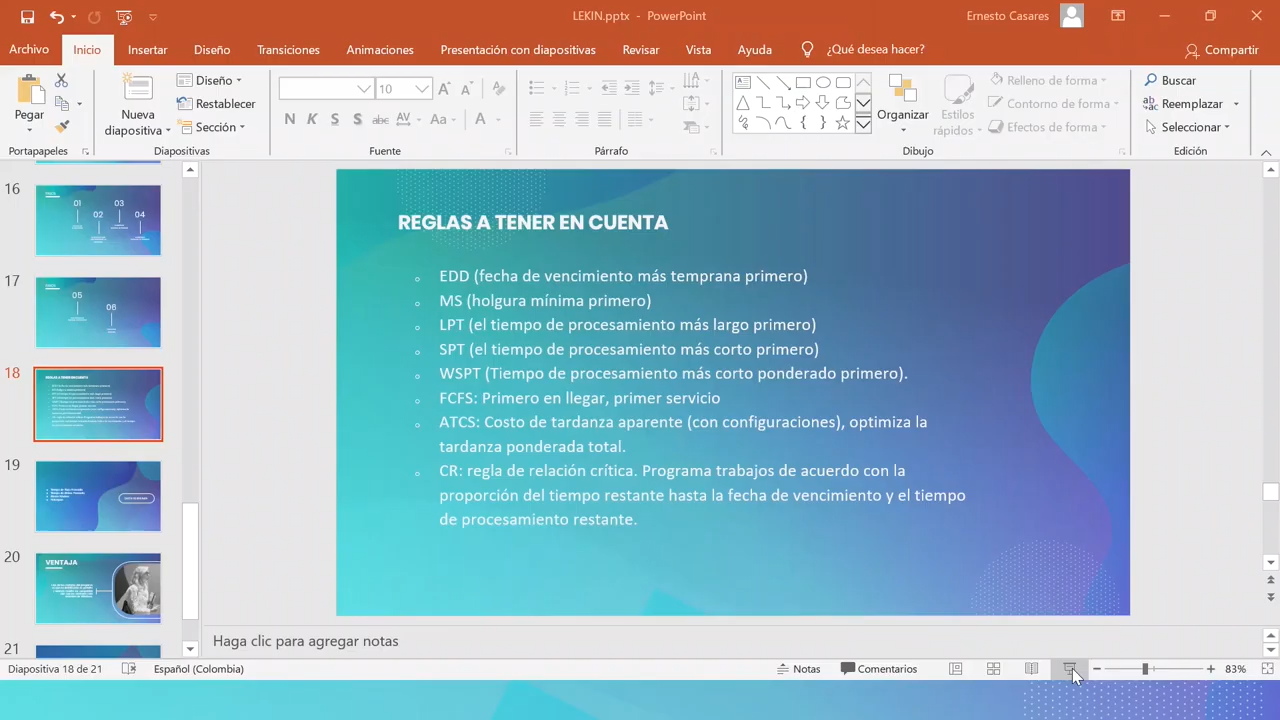 LEKIN.pptx - PowerPoint
Ernesto Casares
Archivo Inicio Insertar Diseño Transiciones Animaciones Presentación con diapositivas Revisar Vista Ayuda ¿Qué desea hacer? Compartir
Pegar
Nueva diapositiva
Diseño
Restablecer
Sección
10
N K S S abc AV Aa A
Organizar
Estilos rápidos
Relleno de forma
Contorno de forma
Efectos de forma
Buscar
Reemplazar
Seleccionar
Portapapeles Diapositivas Fuente Párrafo Dibujo Edición
16
01 02 03 04
17
05 06
18
19
20
VENTAJA
21
REGLAS A TENER EN CUENTA
EDD (fecha de vencimiento más temprana primero)
MS (holgura mínima primero)
LPT (el tiempo de procesamiento más largo primero)
SPT (el tiempo de procesamiento más corto primero)
WSPT (Tiempo de procesamiento más corto ponderado primero).
FCFS: Primero en llegar, primer servicio
ATCS: Costo de tardanza aparente (con configuraciones), optimiza la
tardanza ponderada total.
CR: regla de relación crítica. Programa trabajos de acuerdo con la
proporción del tiempo restante hasta la fecha de vencimiento y el tiempo
de procesamiento restante.
Haga clic para agregar notas
Diapositiva 18 de 21 Español (Colombia) Notas Comentarios 83%